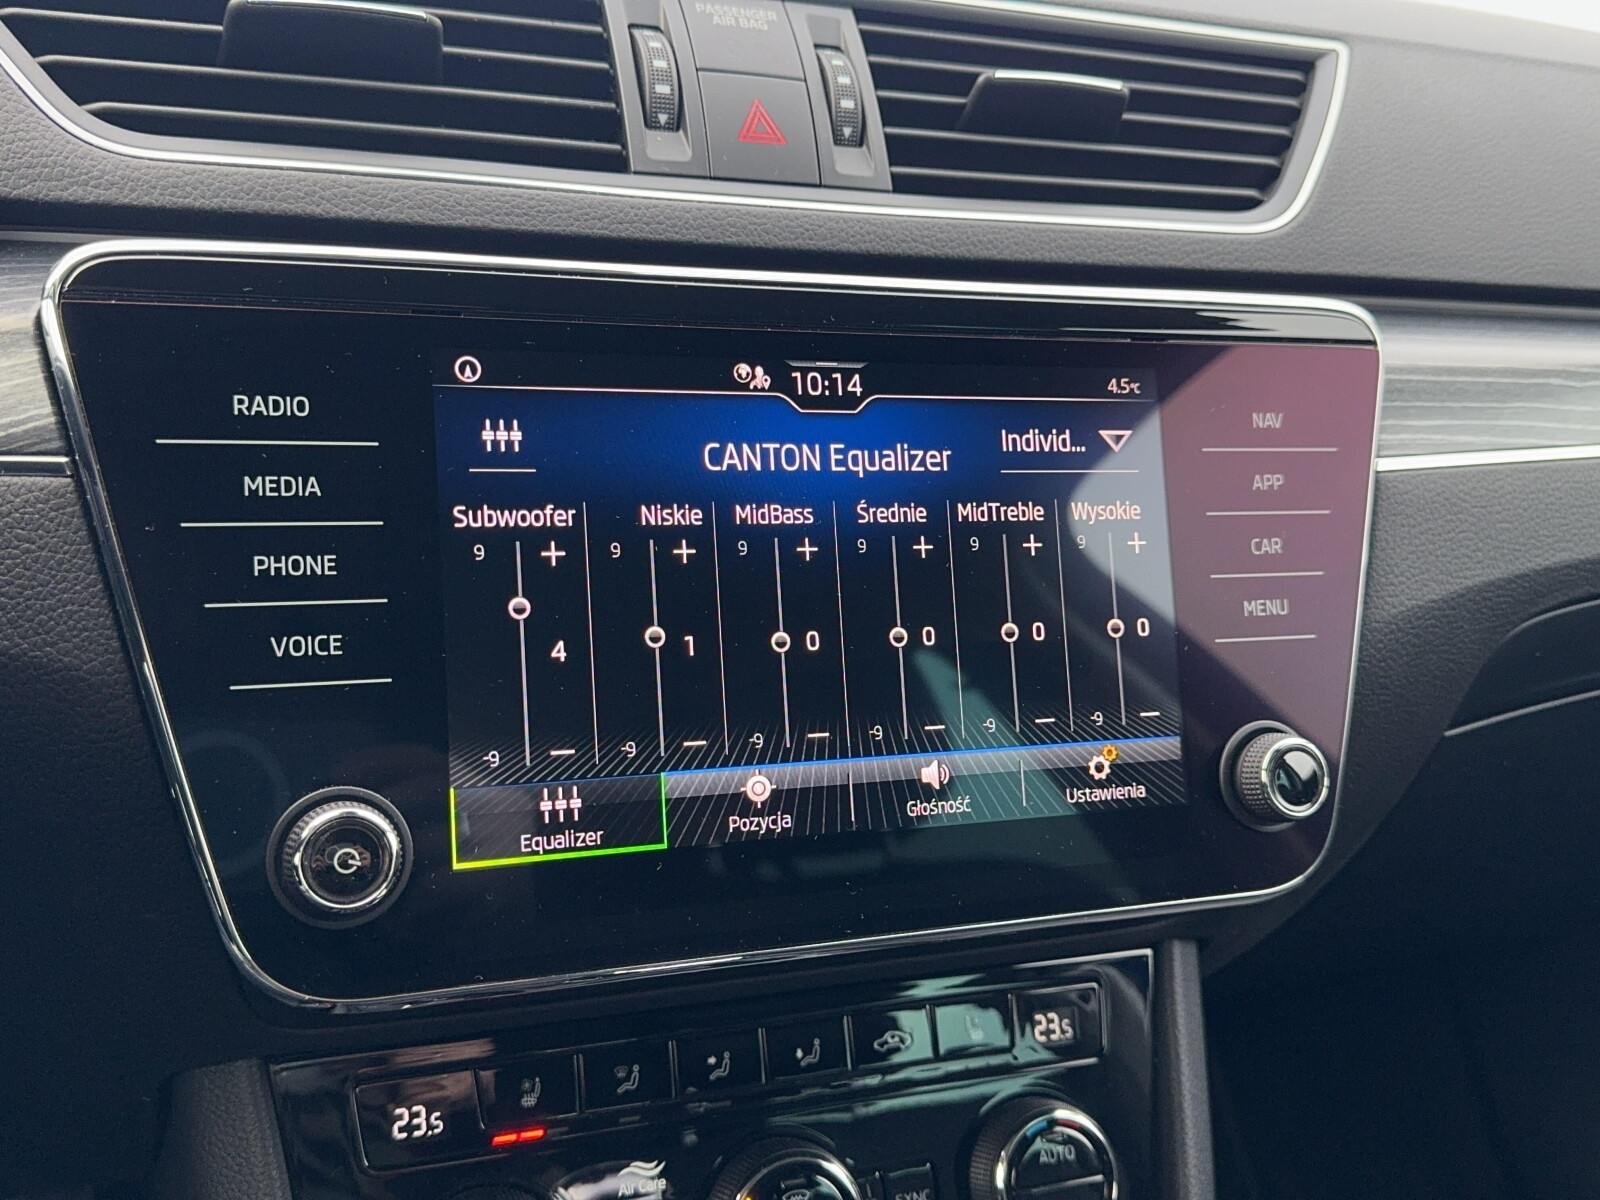 PASSENGER
AIR BAG
RADIO
MEDIA
PHONE
VOICE
10:14
4.5°C
CANTON Equalizer
Individ...
Subwoofer
Niskie
MidBass
Średnie
MidTreble
Wysokie
9 +
9 +
9 +
9 +
9 +
9 +
4
1
0
0
0
0
-9 −
-9 −
-9 −
-9 −
-9 −
-9 −
Equalizer
Pozycja
Głośność
Ustawienia
NAV
APP
CAR
MENU
23.5
23.5
Air Care
SYNC
AUTO